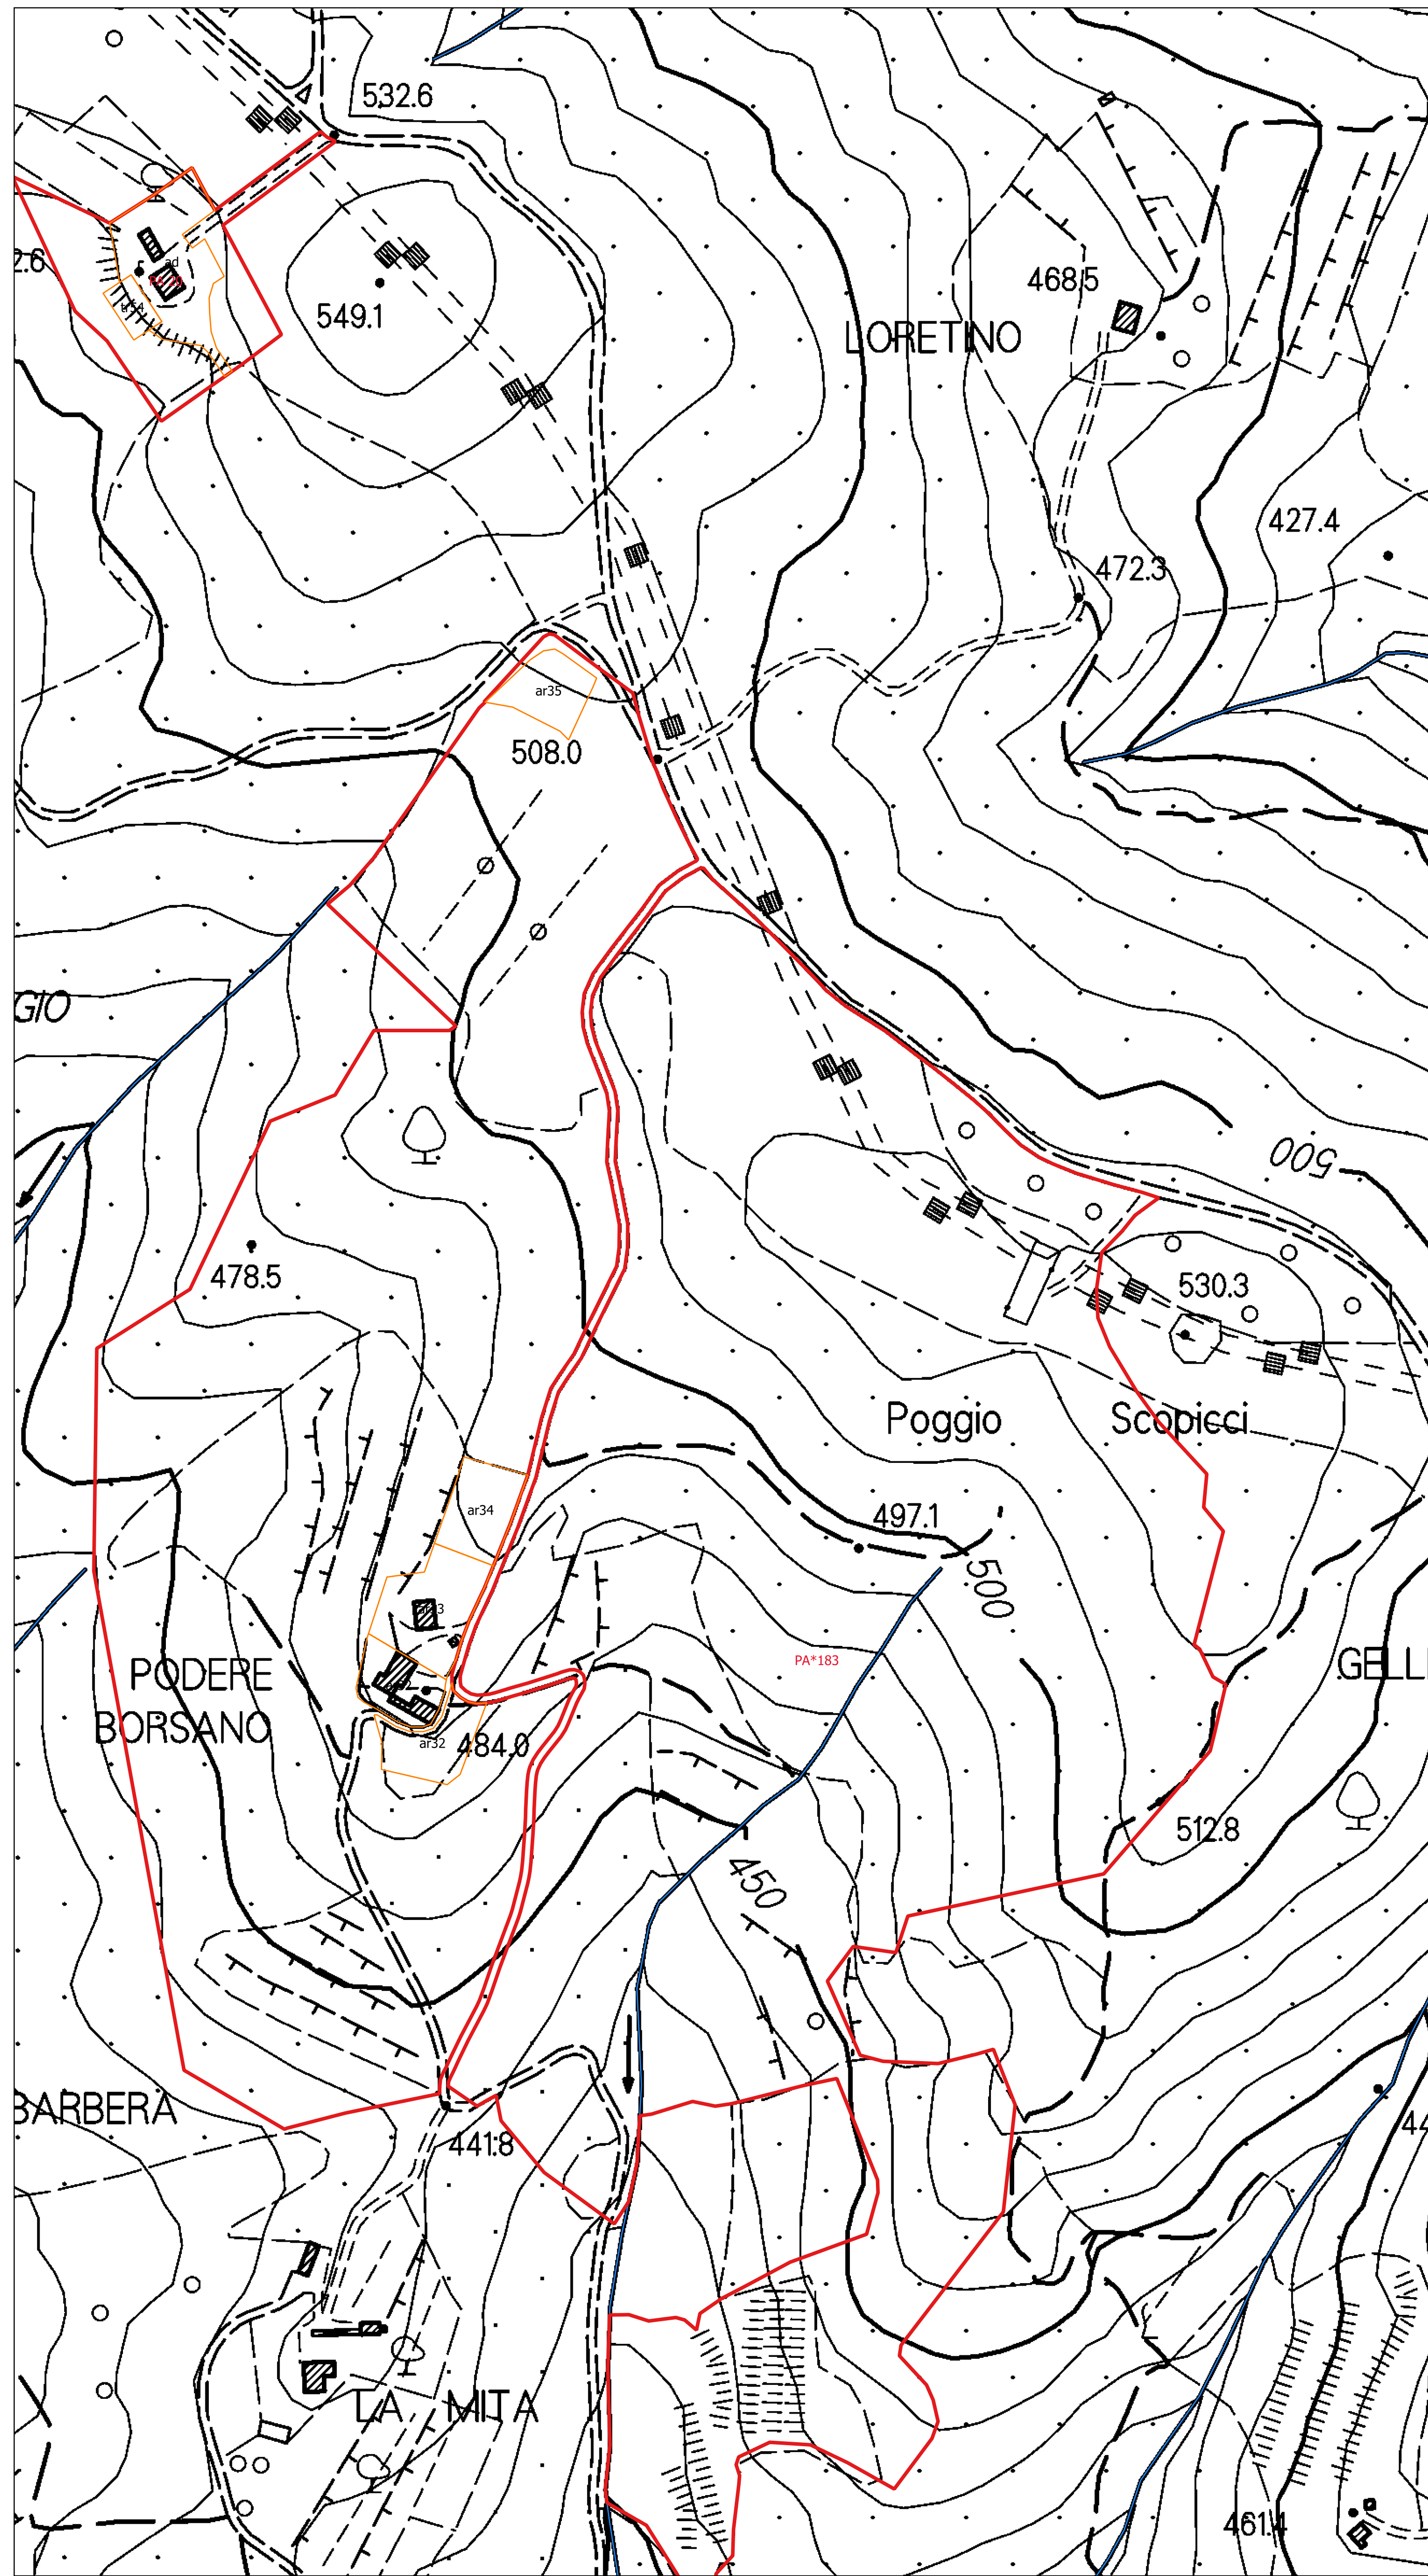 532.6
2.6
ad
549.1
468.5
LORETINO
427.4
472.3
ar35
508.0
GIO
500
478.5
530.3
Poggio Scopicci
ar34
497.1
500
PA*183
GELLI
PODERE
BORSANO
ar32
484.0
512.8
450
BARBERA
441.8
44
LA MITA
461.4